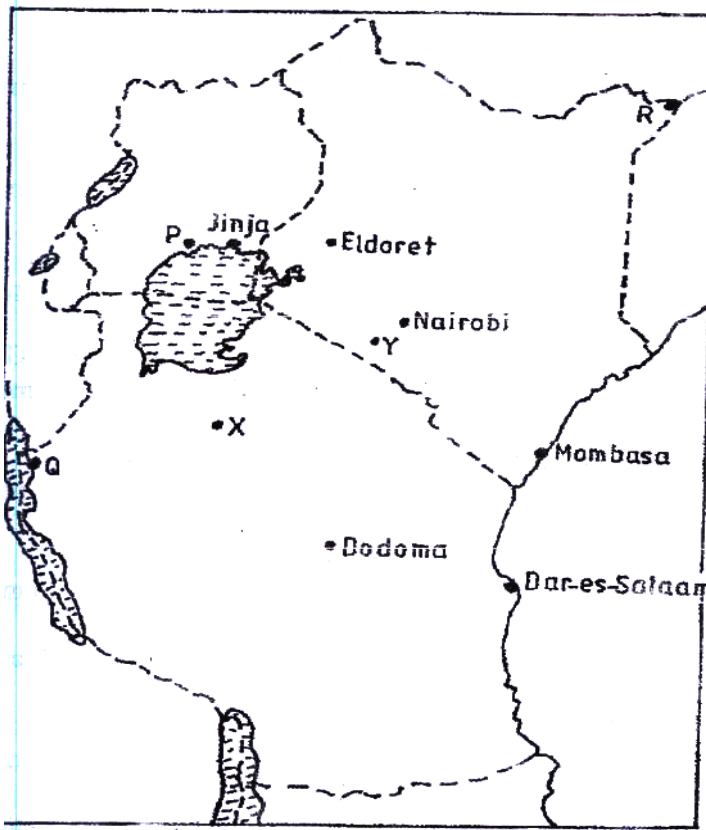 R
P
Jinja
Eldoret
Nairobi
Y
X
Mombasa
Q
Dodoma
Dar-es-Salaam